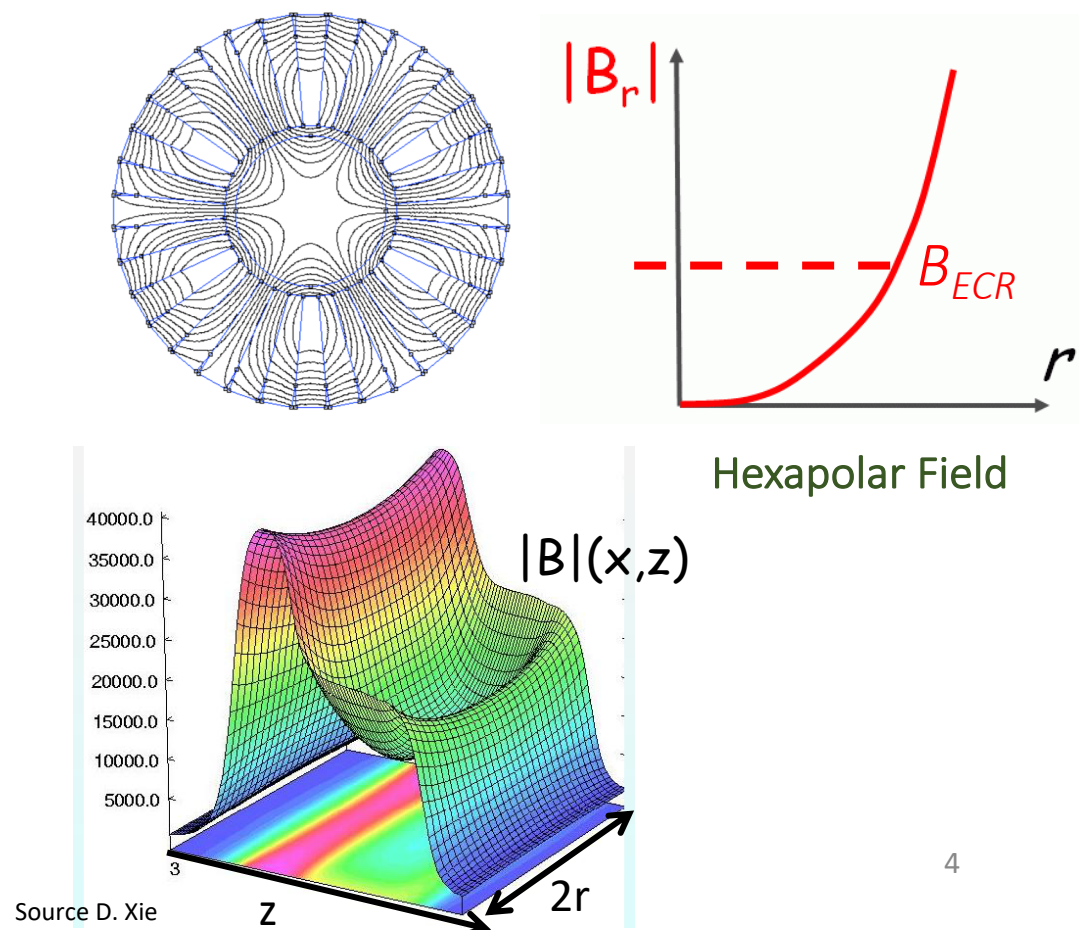 |Br|
BECR
r
Hexapolar Field
|B|(x,z)
40000.0
35000.0
30000.0
25000.0
20000.0
15000.0
10000.0
5000.0
3
z
2r
4
Source D. Xie